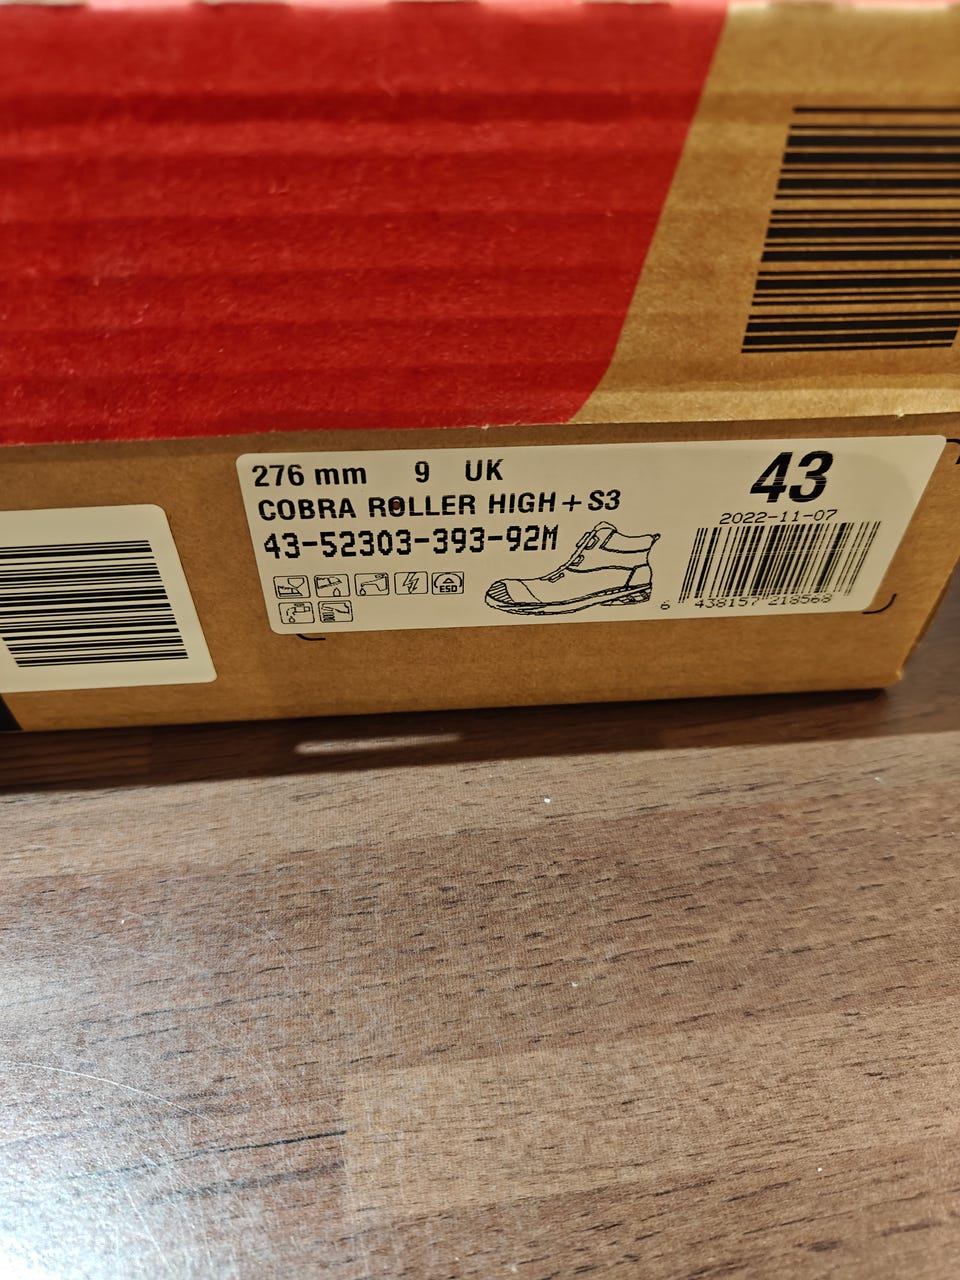 276 mm 9 UK
43
COBRA ROLLER HIGH+S3
2022-11-07
43-52303-393-92M
ESD
6 438157 218568